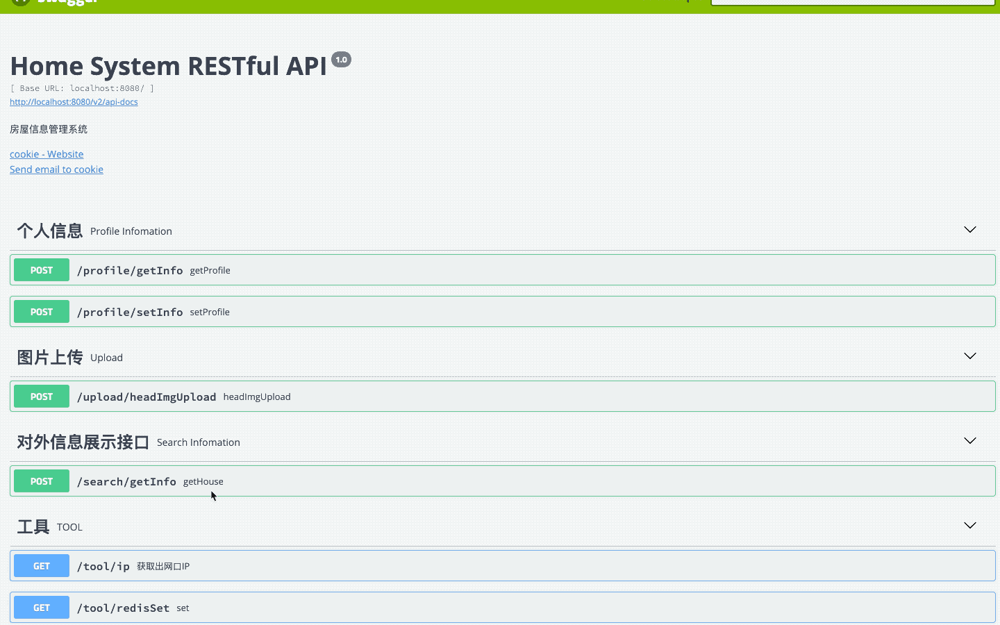 Home System RESTful API 1.0
[ Base URL: localhost:8080/ ]
http://localhost:8080/v2/api-docs
房屋信息管理系统
cookie - Website
Send email to cookie
个人信息 Profile Infomation
POST /profile/getInfo getProfile
POST /profile/setInfo setProfile
图片上传 Upload
POST /upload/headImgUpload headImgUpload
对外信息展示接口 Search Infomation
POST /search/getInfo getHouse
工具 TOOL
GET /tool/ip 获取出网口IP
GET /tool/redisSet set